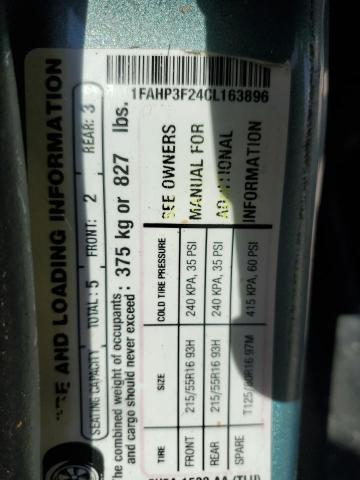 AND LOADING INFORMATION
SEATING CAPACITY TOTAL: 5 FRONT: 2 REAR: 3
The combined weight of occupants
and cargo should never exceed : 375 kg or 827 lbs.
TIRE SIZE COLD TIRE PRESSURE SEE OWNERS
FRONT 215/55R16 93H 240 KPA, 35 PSI MANUAL FOR
REAR 215/55R16 93H 240 KPA, 35 PSI ADDITIONAL
SPARE 415 KPA, 60 PSI INFORMATION
1FAHP3F24CL163896